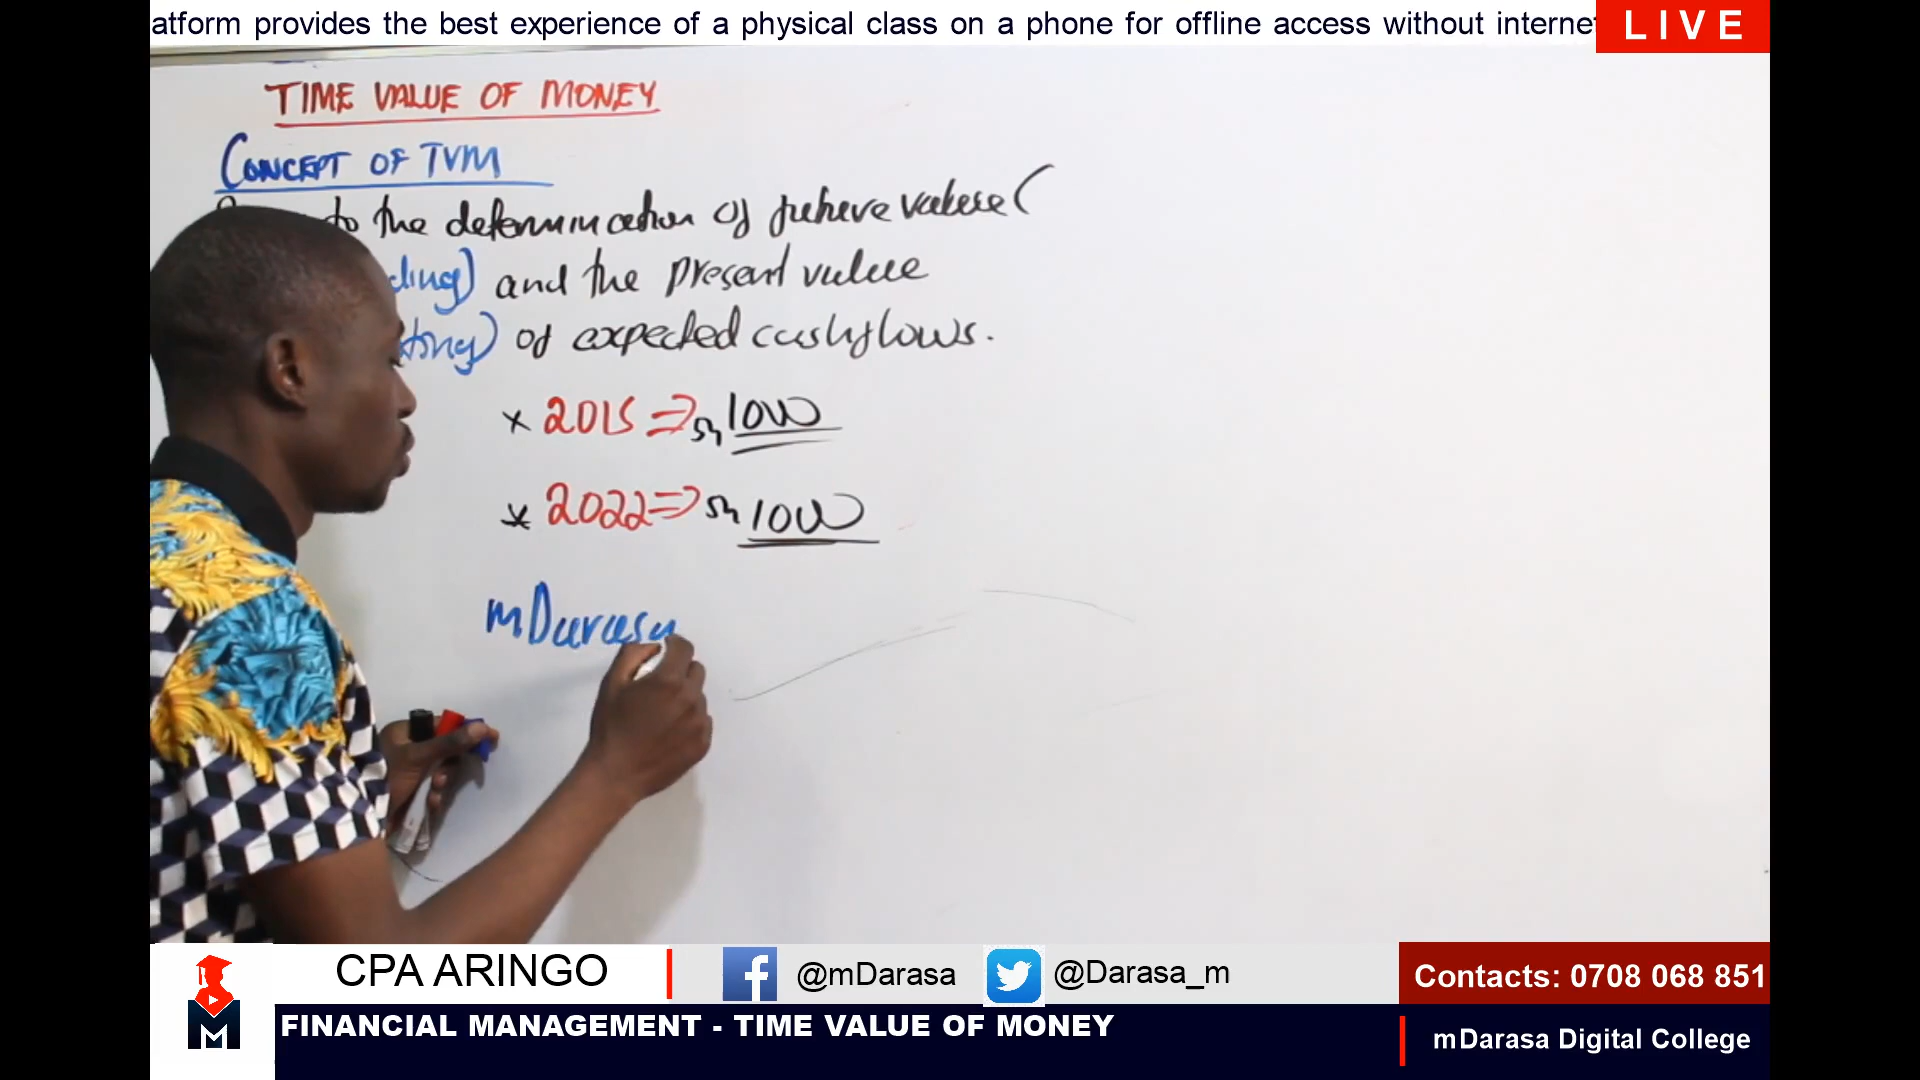 atform provides the best experience of a physical class on a phone for offline access without interne
LIVE
TIME VALUE OF MONEY
CONCEPT OF TVM
to the determination of future value (
ding) and the present value
ting) of expected cashflows.
× 2015 => sh 1000
* 2022 => sh 1000
mDarasa
CPA ARINGO
@mDarasa
@Darasa_m
Contacts: 0708 068 851
M
FINANCIAL MANAGEMENT - TIME VALUE OF MONEY
mDarasa Digital College